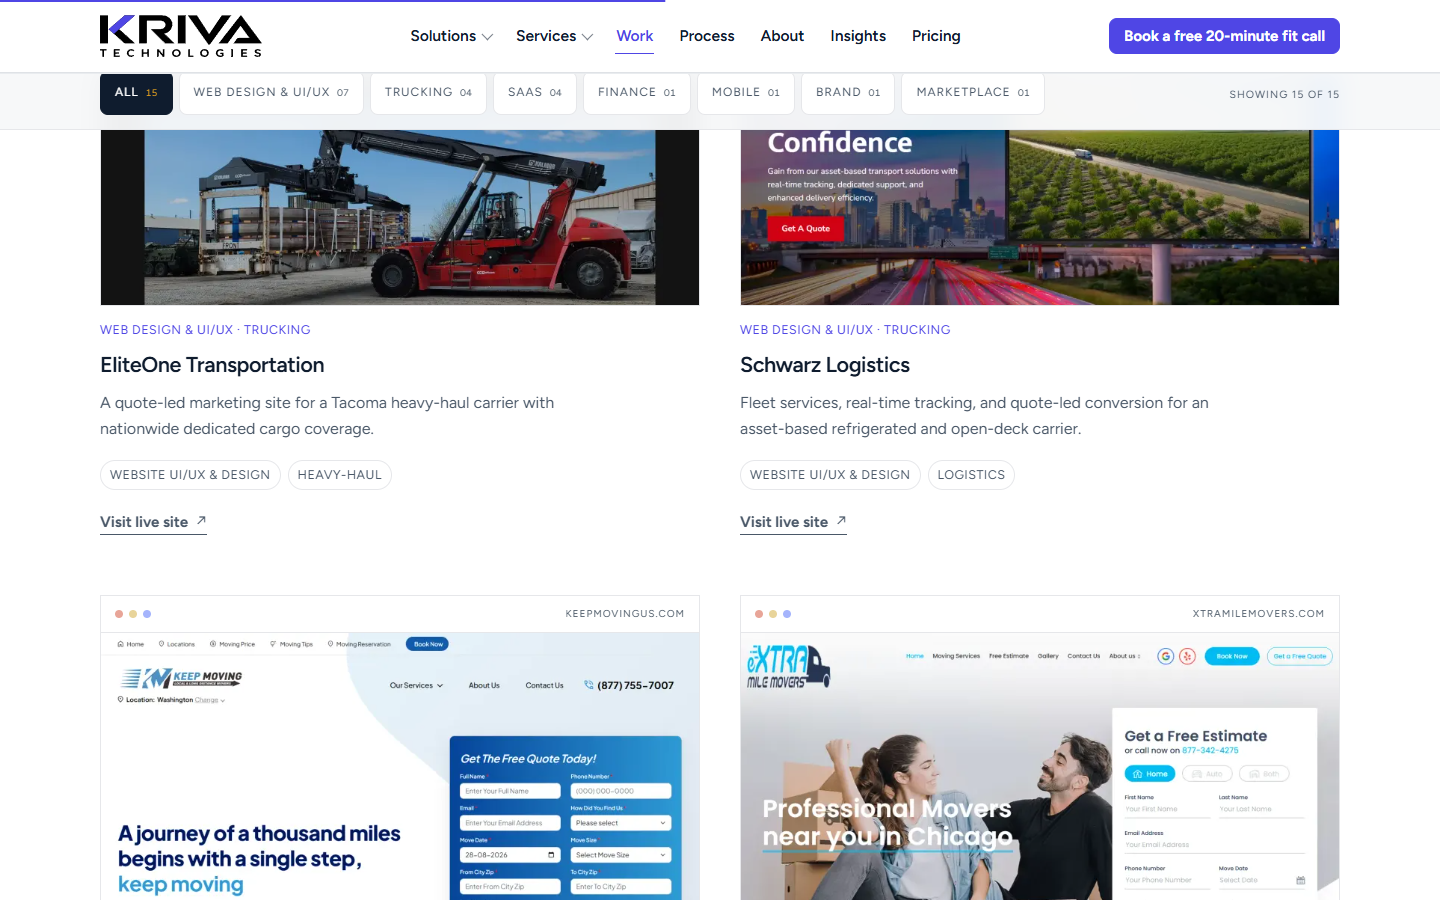 KRIVA
TECHNOLOGIES
Solutions
Services
Work
Process
About
Insights
Pricing
Book a free 20-minute fit call
ALL 15
WEB DESIGN & UI/UX 07
TRUCKING 04
SAAS 04
FINANCE 01
MOBILE 01
BRAND 01
MARKETPLACE 01
SHOWING 15 OF 15
Confidence
Gain from our asset-based transport solutions with
real-time tracking, dedicated support, and
enhanced delivery efficiency.
Get A Quote
WEB DESIGN & UI/UX · TRUCKING
EliteOne Transportation
A quote-led marketing site for a Tacoma heavy-haul carrier with
nationwide dedicated cargo coverage.
WEBSITE UI/UX & DESIGN
HEAVY-HAUL
Visit live site ↗
WEB DESIGN & UI/UX · TRUCKING
Schwarz Logistics
Fleet services, real-time tracking, and quote-led conversion for an
asset-based refrigerated and open-deck carrier.
WEBSITE UI/UX & DESIGN
LOGISTICS
Visit live site ↗
KEEPMOVINGUS.COM
Home
Locations
Moving Price
Moving Tips
Moving Reservation
Book Now
KEEP MOVING
Our Services
About Us
Contact Us
(877) 755-7007
Location: Washington Change
Get The Free Quote Today!
Full Name
Phone Number
Enter Your Full Name
(000) 000-0000
Email
How Did You Find Us
Enter Your Email Address
Please select
Move Date
Move Size
28-08-2026
Select Move Size
From City Zip
To City Zip
Enter From City Zip
Enter To City Zip
A journey of a thousand miles
begins with a single step,
keep moving
XTRAMILEMOVERS.COM
eXTRA
MILE MOVERS
Home
Moving Services
Free Estimate
Gallery
Contact Us
About us
Book Now
Get a Free Quote
Professional Movers
near you in Chicago
Get a Free Estimate
or call now on 877-342-4275
Home
Auto
Both
First Name
Last Name
Your First Name
Your Last Name
Email Address
Your Email Address
Phone Number
Move Date
Your Phone Number
Select Date